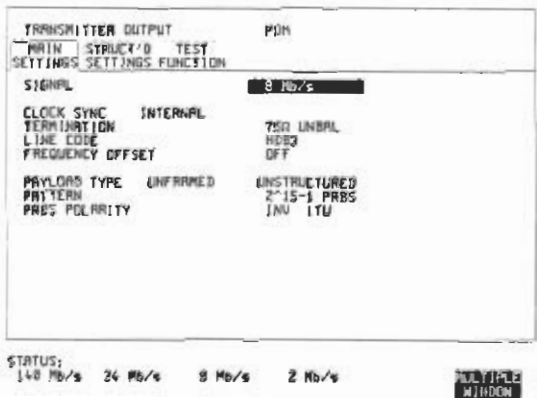 TRANSMITTER OUTPUT PDH
MAIN STRUCT'D TEST
SETTINGS SETTINGS FUNCTION
SIGNAL 8 Mb/s
CLOCK SYNC INTERNAL
TERMINATION 75Ω UNBAL
LINE CODE HDB3
FREQUENCY OFFSET OFF
PAYLOAD TYPE UNFRAMED UNSTRUCTURED
PATTERN 2^15-1 PRBS
PRBS POLARITY INV ITU
STATUS:
140 Mb/s 34 Mb/s 8 Mb/s 2 Mb/s MULTIPLE
WINDOW